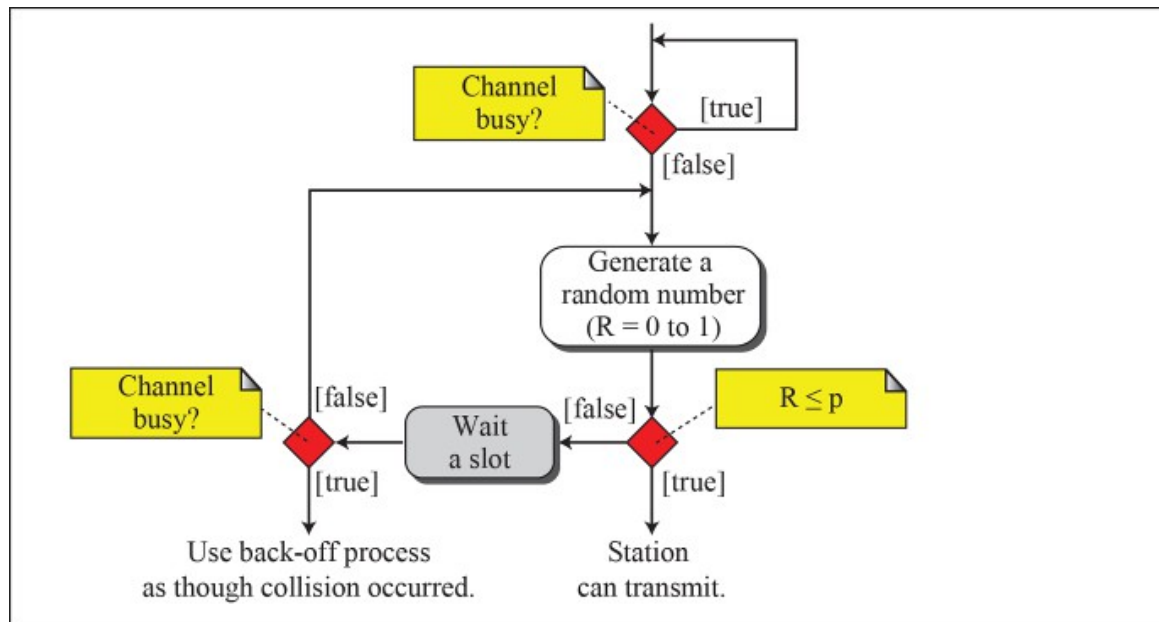 Channel
busy?
[true]
[false]
Generate a
random number
(R = 0 to 1)
Channel
busy?
[false]
Wait
a slot
[false]
R ≤ p
[true]
[true]
Use back-off process
as though collision occurred.
Station
can transmit.